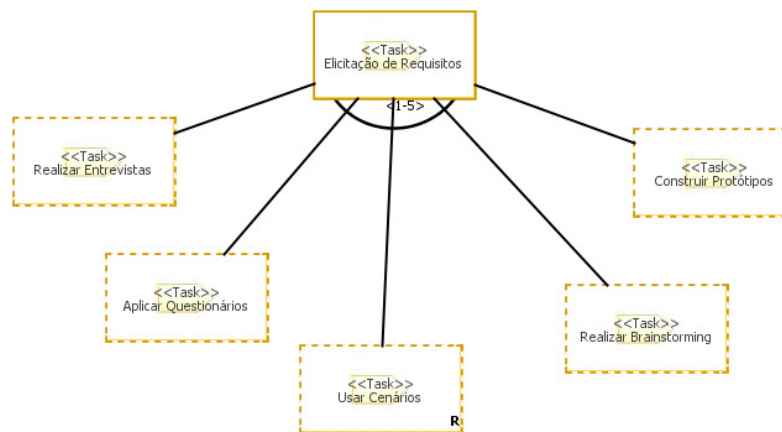 <<Task>>
Elicitação de Requisitos
<1-5>
<<Task>>
Realizar Entrevistas
<<Task>>
Construir Protótipos
<<Task>>
Aplicar Questionários
<<Task>>
Realizar Brainstorming
<<Task>>
Usar Cenários
R